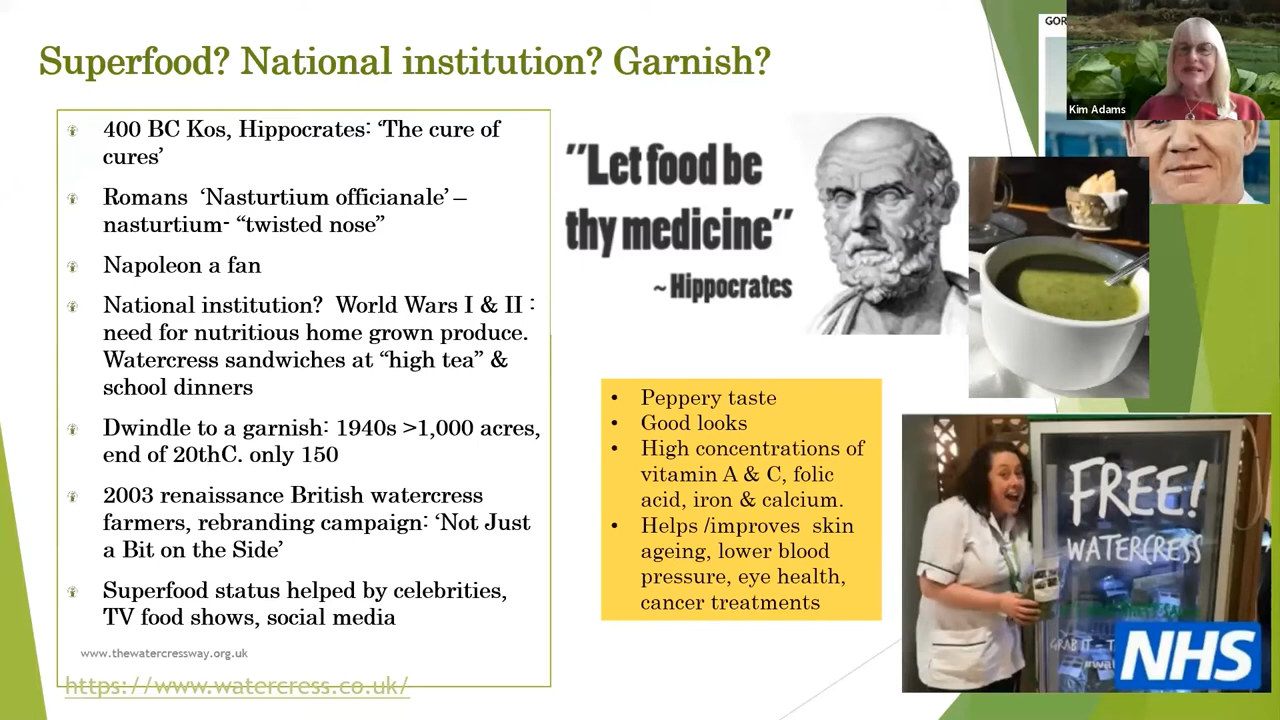 Superfood? National institution? Garnish?
400 BC Kos, Hippocrates: ‘The cure of
cures’
Romans ‘Nasturtium officianale’ –
nasturtium- “twisted nose”
Napoleon a fan
National institution? World Wars I & II :
need for nutritious home grown produce.
Watercress sandwiches at “high tea” &
school dinners
Dwindle to a garnish: 1940s >1,000 acres,
end of 20thC. only 150
2003 renaissance British watercress
farmers, rebranding campaign: ‘Not Just
a Bit on the Side’
Superfood status helped by celebrities,
TV food shows, social media
www.thewatercressway.org.uk
https://www.watercress.co.uk/
"Let food be
thy medicine"
~ Hippocrates
• Peppery taste
• Good looks
• High concentrations of
vitamin A & C, folic
acid, iron & calcium.
• Helps /improves skin
ageing, lower blood
pressure, eye health,
cancer treatments
GOR
Kim Adams
FREE!
WATERCRESS
GRAB IT -
NHS